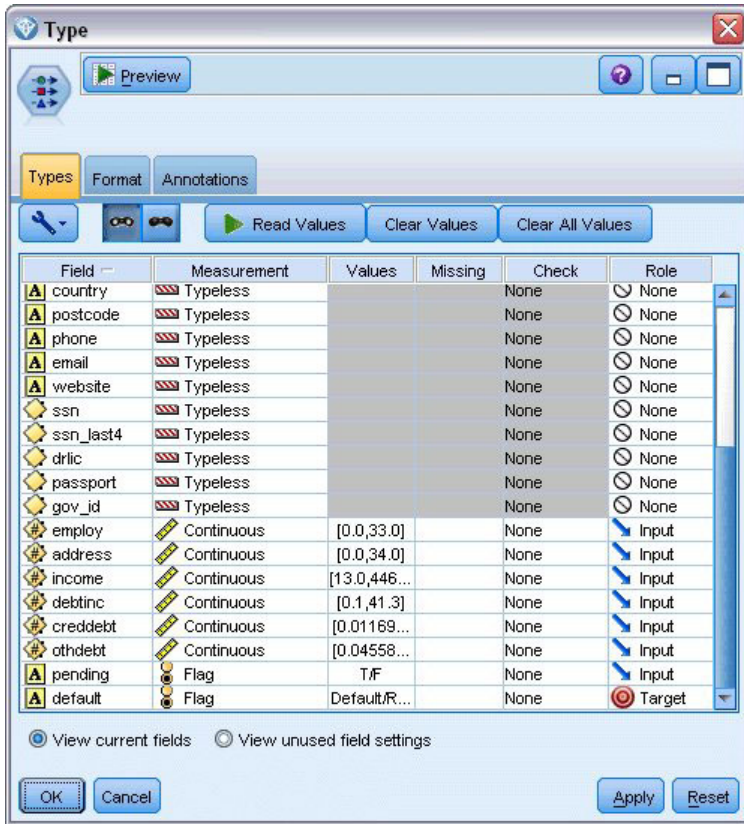 Type
Preview
Types Format Annotations
Read Values Clear Values Clear All Values
Field Measurement Values Missing Check Role
A country Typeless None None
A postcode Typeless None None
A phone Typeless None None
A email Typeless None None
A website Typeless None None
ssn Typeless None None
ssn_last4 Typeless None None
drlic Typeless None None
passport Typeless None None
gov_id Typeless None None
# employ Continuous [0.0,33.0] None Input
# address Continuous [0.0,34.0] None Input
# income Continuous [13.0,446... None Input
# debtinc Continuous [0.1,41.3] None Input
# creddebt Continuous [0.01169... None Input
# othdebt Continuous [0.04558... None Input
A pending Flag T/F None Input
A default Flag Default/R... None Target
View current fields View unused field settings
OK Cancel Apply Reset